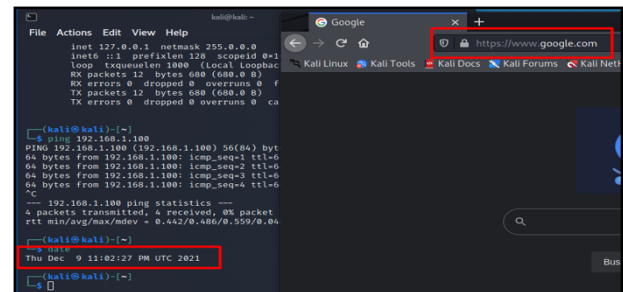 kali@kali: ~
File Actions Edit View Help
inet 127.0.0.1 netmask 255.0.0.0
inet6 ::1 prefixlen 128 scopeid 0×1
loop txqueuelen 1000 (Local Loopbac
RX packets 12 bytes 680 (680.0 B)
RX errors 0 dropped 0 overruns 0 f
TX packets 12 bytes 680 (680.0 B)
TX errors 0 dropped 0 overruns 0 ca
(kali㉿kali)-[~]
$ ping 192.168.1.100
PING 192.168.1.100 (192.168.1.100) 56(84) byt
64 bytes from 192.168.1.100: icmp_seq=1 ttl=6
64 bytes from 192.168.1.100: icmp_seq=2 ttl=6
64 bytes from 192.168.1.100: icmp_seq=3 ttl=6
64 bytes from 192.168.1.100: icmp_seq=4 ttl=6
^C
--- 192.168.1.100 ping statistics ---
4 packets transmitted, 4 received, 0% packet
rtt min/avg/max/mdev = 0.442/0.486/0.559/0.04
(kali㉿kali)-[~]
$ date
Thu Dec 9 11:02:27 PM UTC 2021
(kali㉿kali)-[~]
$
Google
https://www.google.com
Kali Linux Kali Tools Kali Docs Kali Forums Kali NetH
Bus